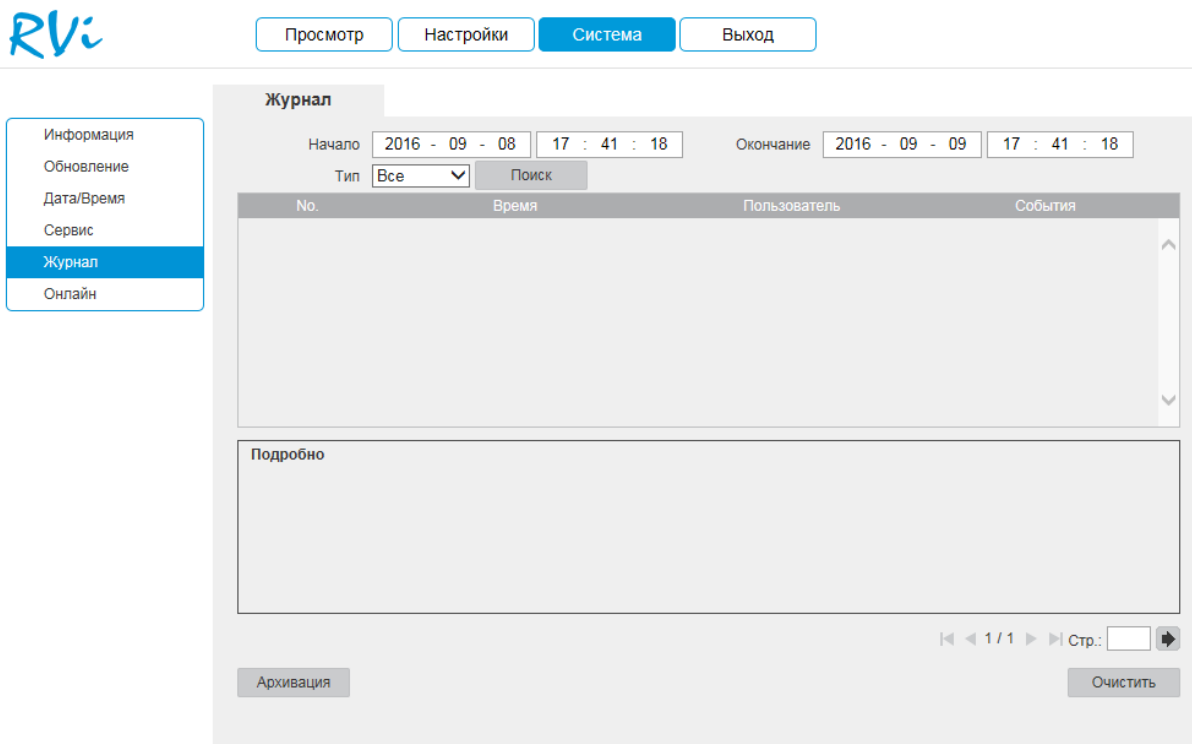 RVi
Просмотр Настройки Система Выход
Журнал
Информация
Обновление
Дата/Время
Сервис
Журнал
Онлайн
Начало 2016 - 09 - 08 17 : 41 : 18 Окончание 2016 - 09 - 09 17 : 41 : 18
Тип Все Поиск
No. Время Пользователь События
Подробно
1 / 1 Стр.:
Архивация Очистить